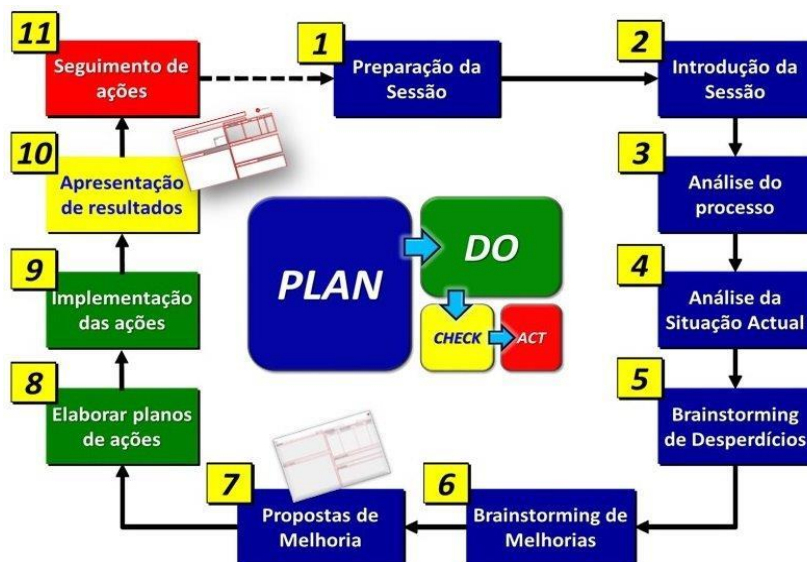 1
Preparação da
Sessão
2
Introdução da
Sessão
3
Análise do
processo
4
Análise da
Situação Actual
5
Brainstorming
de Desperdícios
6
Brainstorming de
Melhorias
7
Propostas de
Melhoria
8
Elaborar planos
de ações
9
Implementação
das ações
10
Apresentação
de resultados
11
Seguimento de
ações
PLAN
DO
CHECK
ACT